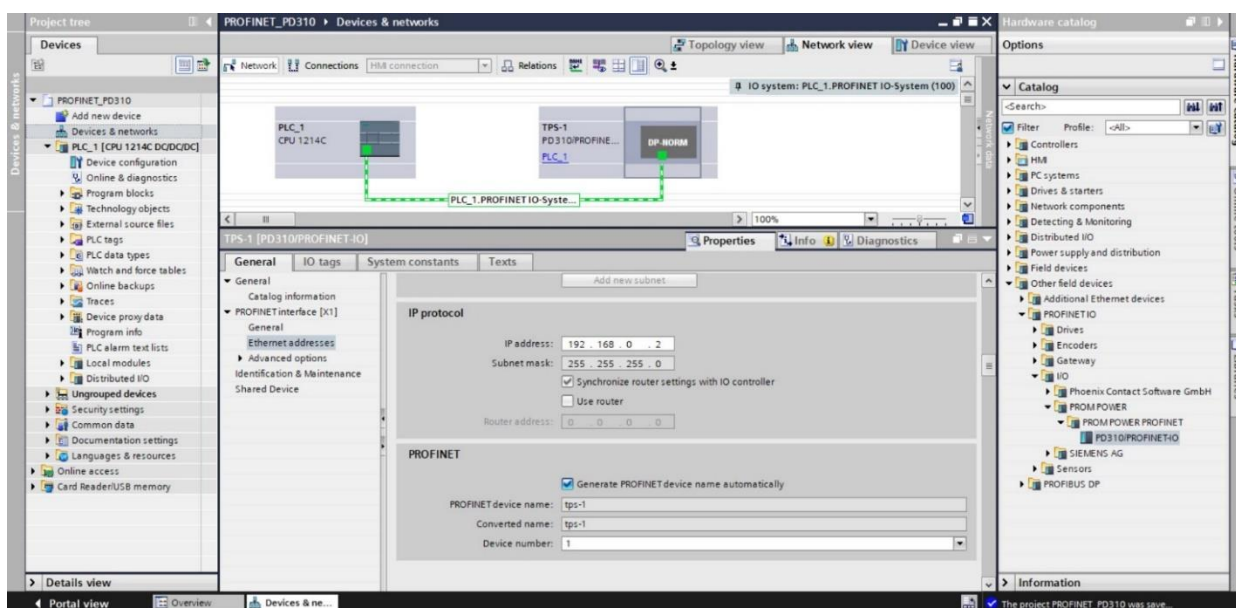 Project tree
Devices
Devices & networks
PROFINET_PD310
Add new device
Devices & networks
PLC_1 [CPU 1214C DC/DC/DC]
Device configuration
Online & diagnostics
Program blocks
Technology objects
External source files
PLC tags
PLC data types
Watch and force tables
Online backups
Traces
Device proxy data
Program info
PLC alarm text lists
Local modules
Distributed I/O
Ungrouped devices
Security settings
Common data
Documentation settings
Languages & resources
Online access
Card Reader/USB memory
Details view
PROFINET_PD310 Devices & networks
Topology view Network view Device view
Network Connections HMI connection Relations
IO system: PLC_1.PROFINET IO-System (100)
PLC_1
CPU 1214C
TPS-1
PD310/PROFINE...
PLC_1
DP-NORM
PLC_1.PROFINET IO-Syste...
Network data
100%
TPS-1 [PD310/PROFINET-IO]
Properties Info Diagnostics
General IO tags System constants Texts
General
Catalog information
PROFINET interface [X1]
General
Ethernet addresses
Advanced options
Identification & Maintenance
Shared Device
Add new subnet
IP protocol
IP address: 192 . 168 . 0 . 2
Subnet mask: 255 . 255 . 255 . 0
Synchronize router settings with IO controller
Use router
Router address: 0 . 0 . 0 . 0
PROFINET
Generate PROFINET device name automatically
PROFINET device name: tps-1
Converted name: tps-1
Device number: 1
Hardware catalog
Options
Catalog
<Search>
Filter Profile: <All>
Controllers
HMI
PC systems
Drives & starters
Network components
Detecting & Monitoring
Distributed I/O
Power supply and distribution
Field devices
Other field devices
Additional Ethernet devices
PROFINET IO
Drives
Encoders
Gateway
I/O
Phoenix Contact Software GmbH
PROM POWER
PROM POWER PROFINET
PD310/PROFINET-IO
SIEMENS AG
Sensors
PROFIBUS DP
Information
Portal view Overview Devices & ne...
The project PROFINET_PD310 was save...